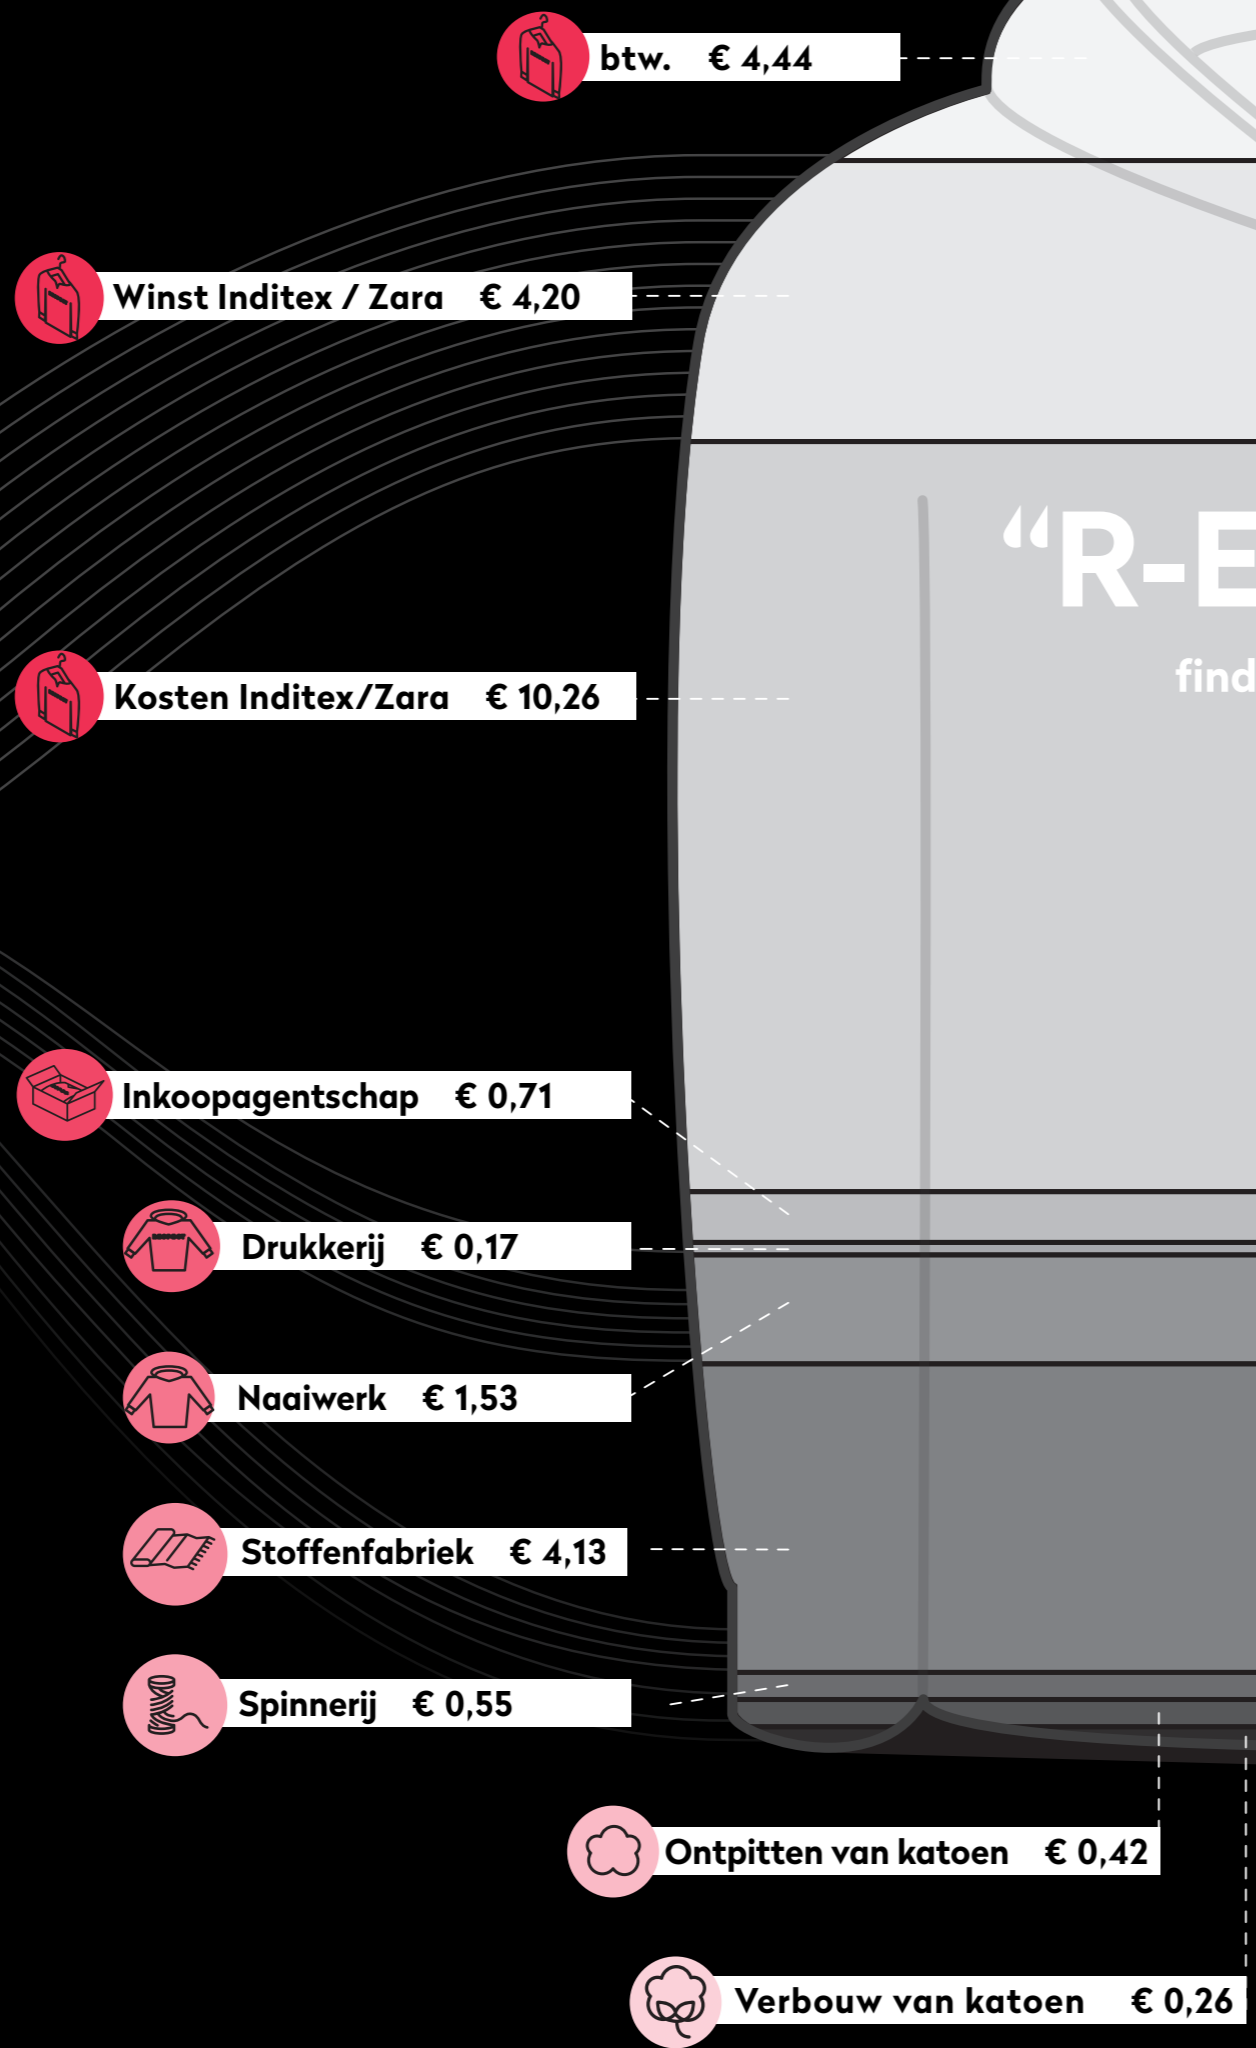 btw. € 4,44
Winst Inditex / Zara € 4,20
“R-E
find
Kosten Inditex/Zara € 10,26
Inkoopagentschap € 0,71
Drukkerij € 0,17
Naaiwerk € 1,53
Stoffenfabriek € 4,13
Spinnerij € 0,55
Ontpitten van katoen € 0,42
Verbouw van katoen € 0,26